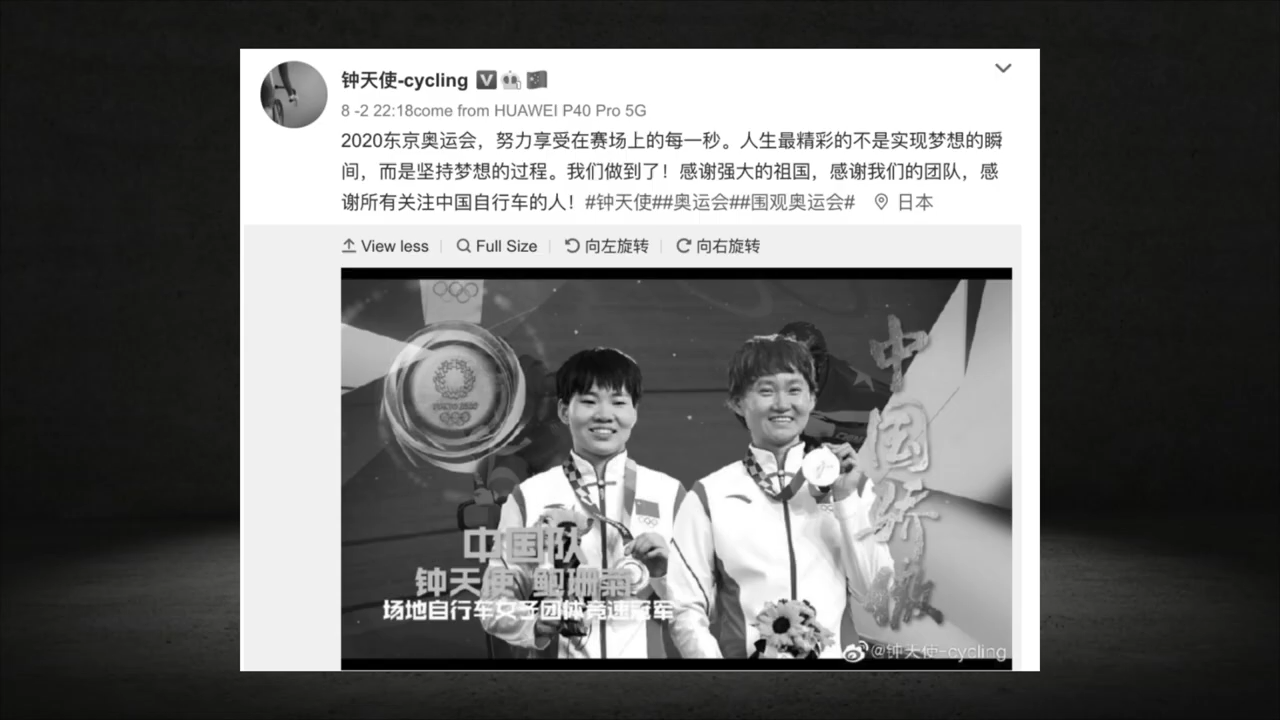 钟天使-cycling
8 -2 22:18come from HUAWEI P40 Pro 5G
2020东京奥运会，努力享受在赛场上的每一秒。人生最精彩的不是实现梦想的瞬
间，而是坚持梦想的过程。我们做到了！感谢强大的祖国，感谢我们的团队，感
谢所有关注中国自行车的人！#钟天使##奥运会##围观奥运会# 日本
View less Full Size 向左旋转 向右旋转
中国骄傲
中国队
钟天使 鲍珊菊
场地自行车女子团体竞速冠军
@钟天使-cycling